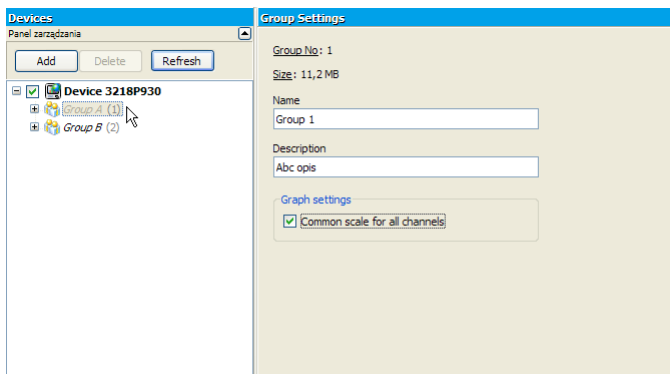 Devices
Panel zarządzania
Add Delete Refresh
Device 3218P930
Group A (1)
Group B (2)
Group Settings
Group No: 1
Size: 11,2 MB
Name
Group 1
Description
Abc opis
Graph settings
Common scale for all channels